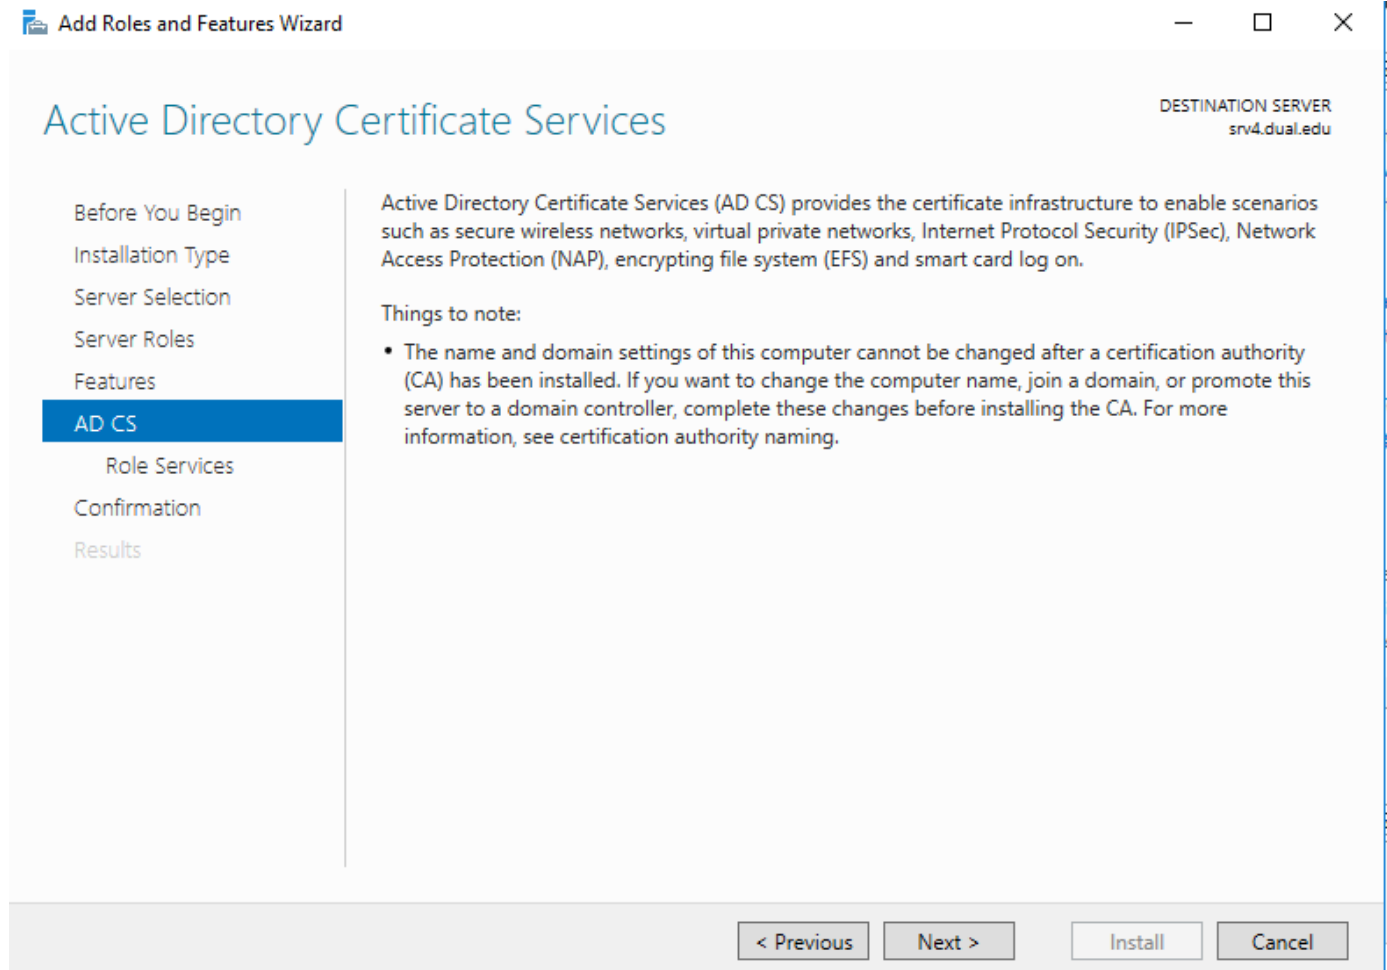 Add Roles and Features Wizard
Active Directory Certificate Services
DESTINATION SERVER
srv4.dual.edu
Before You Begin
Installation Type
Server Selection
Server Roles
Features
AD CS
Role Services
Confirmation
Results
Active Directory Certificate Services (AD CS) provides the certificate infrastructure to enable scenarios
such as secure wireless networks, virtual private networks, Internet Protocol Security (IPSec), Network
Access Protection (NAP), encrypting file system (EFS) and smart card log on.
Things to note:
• The name and domain settings of this computer cannot be changed after a certification authority
(CA) has been installed. If you want to change the computer name, join a domain, or promote this
server to a domain controller, complete these changes before installing the CA. For more
information, see certification authority naming.
< Previous
Next >
Install
Cancel